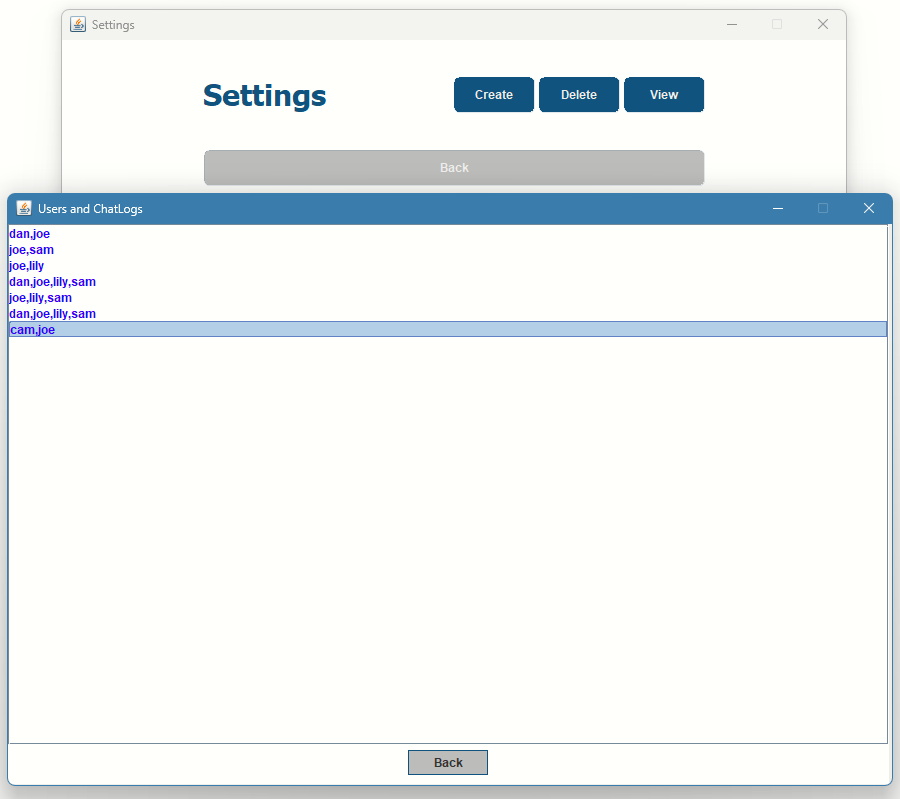 Settings
Settings
Create Delete View
Back
Users and ChatLogs
dan,joe
joe,sam
joe,lily
dan,joe,lily,sam
joe,lily,sam
dan,joe,lily,sam
cam,joe
Back